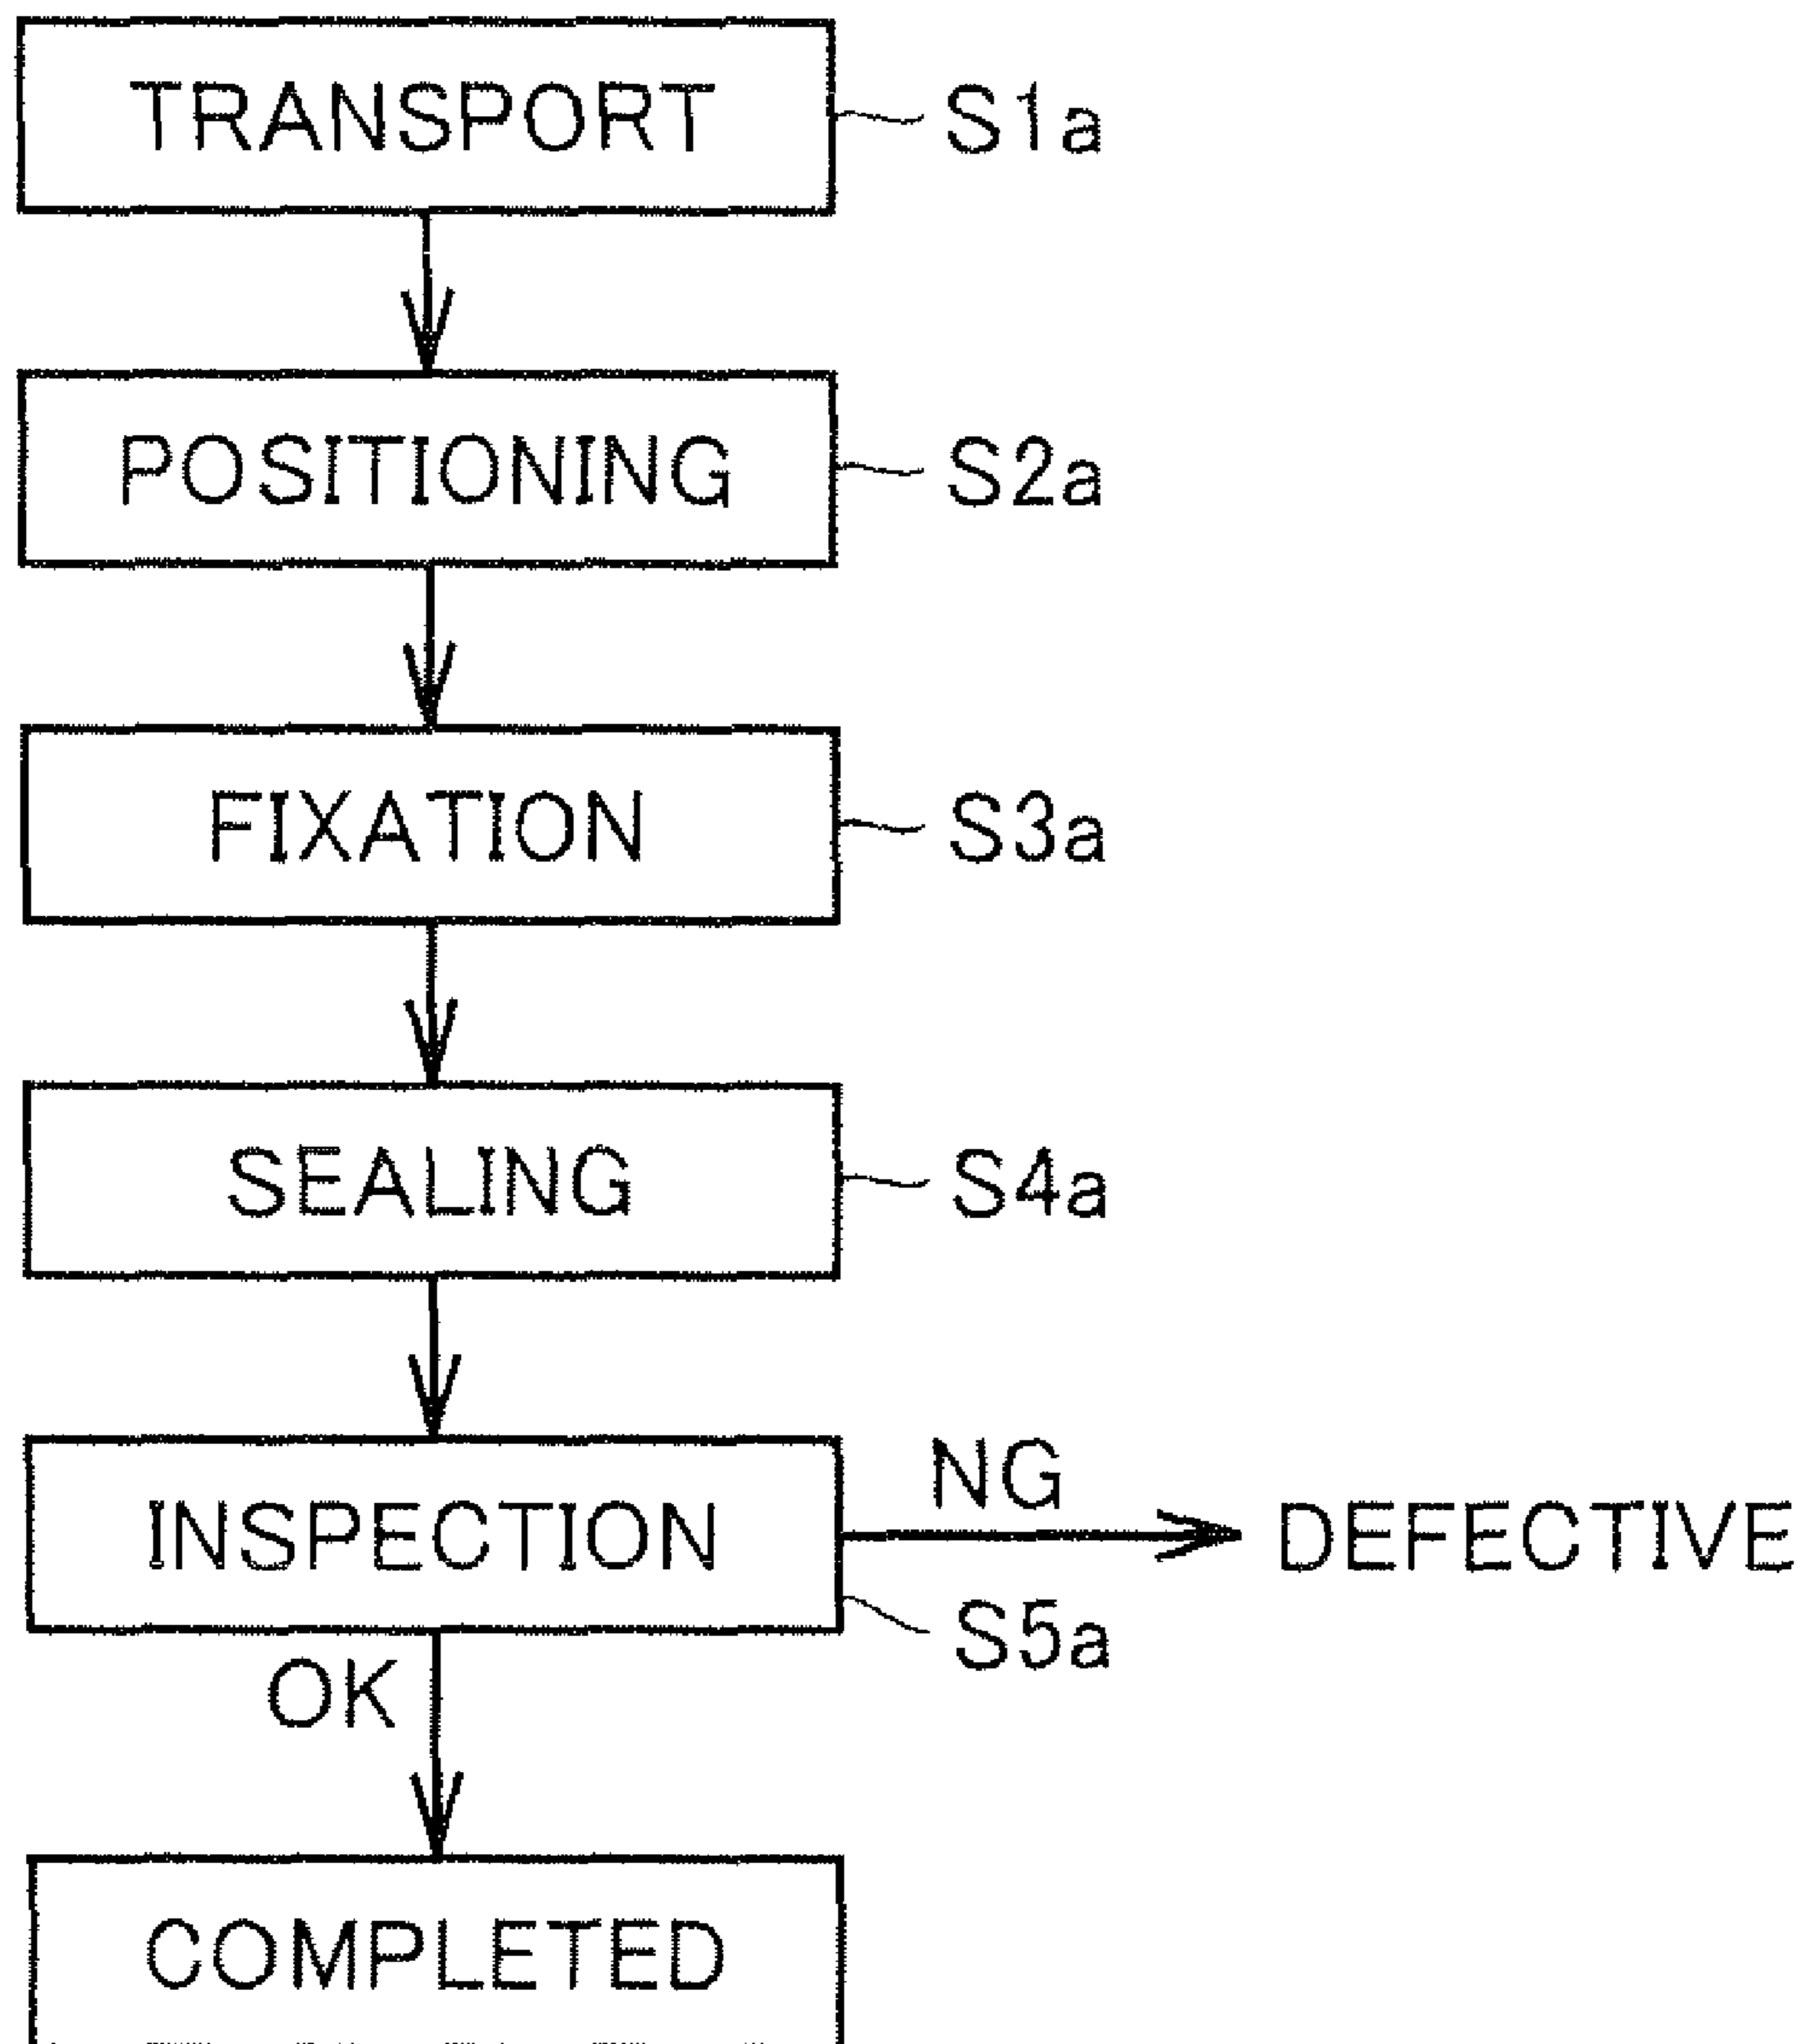 TRANSPORT S1a
POSITIONING S2a
FIXATION S3a
SEALING S4a
NG
INSPECTION DEFECTIVE
S5a
OK
COMPLETED